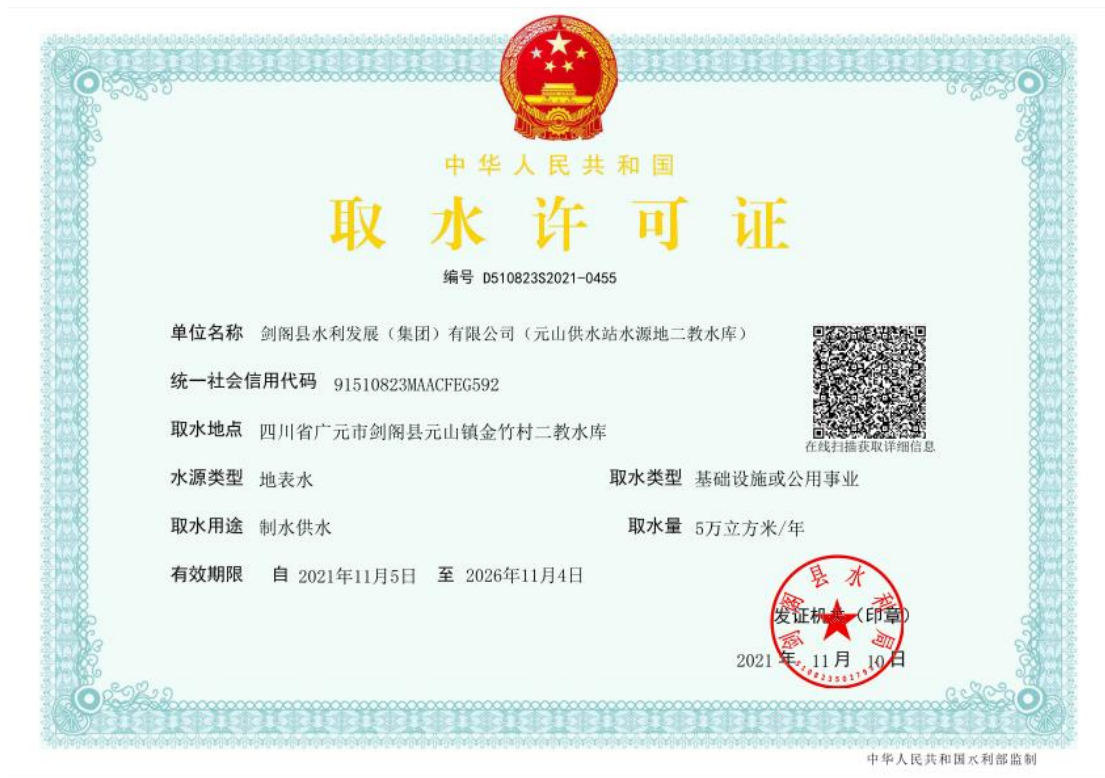 中华人民共和国
取水许可证
编号 D510823S2021-0455
单位名称 剑阁县水利发展（集团）有限公司（元山供水站水源地二教水库）
统一社会信用代码 91510823MAACFEG592
取水地点 四川省广元市剑阁县元山镇金竹村二教水库
在线扫描获取详细信息
水源类型 地表水 取水类型 基础设施或公用事业
取水用途 制水供水 取水量 5万立方米/年
有效期限 自 2021年11月5日 至 2026年11月4日
剑阁县水利局
发证机关（印章）
2021 年 11 月 10 日
中华人民共和国水利部监制